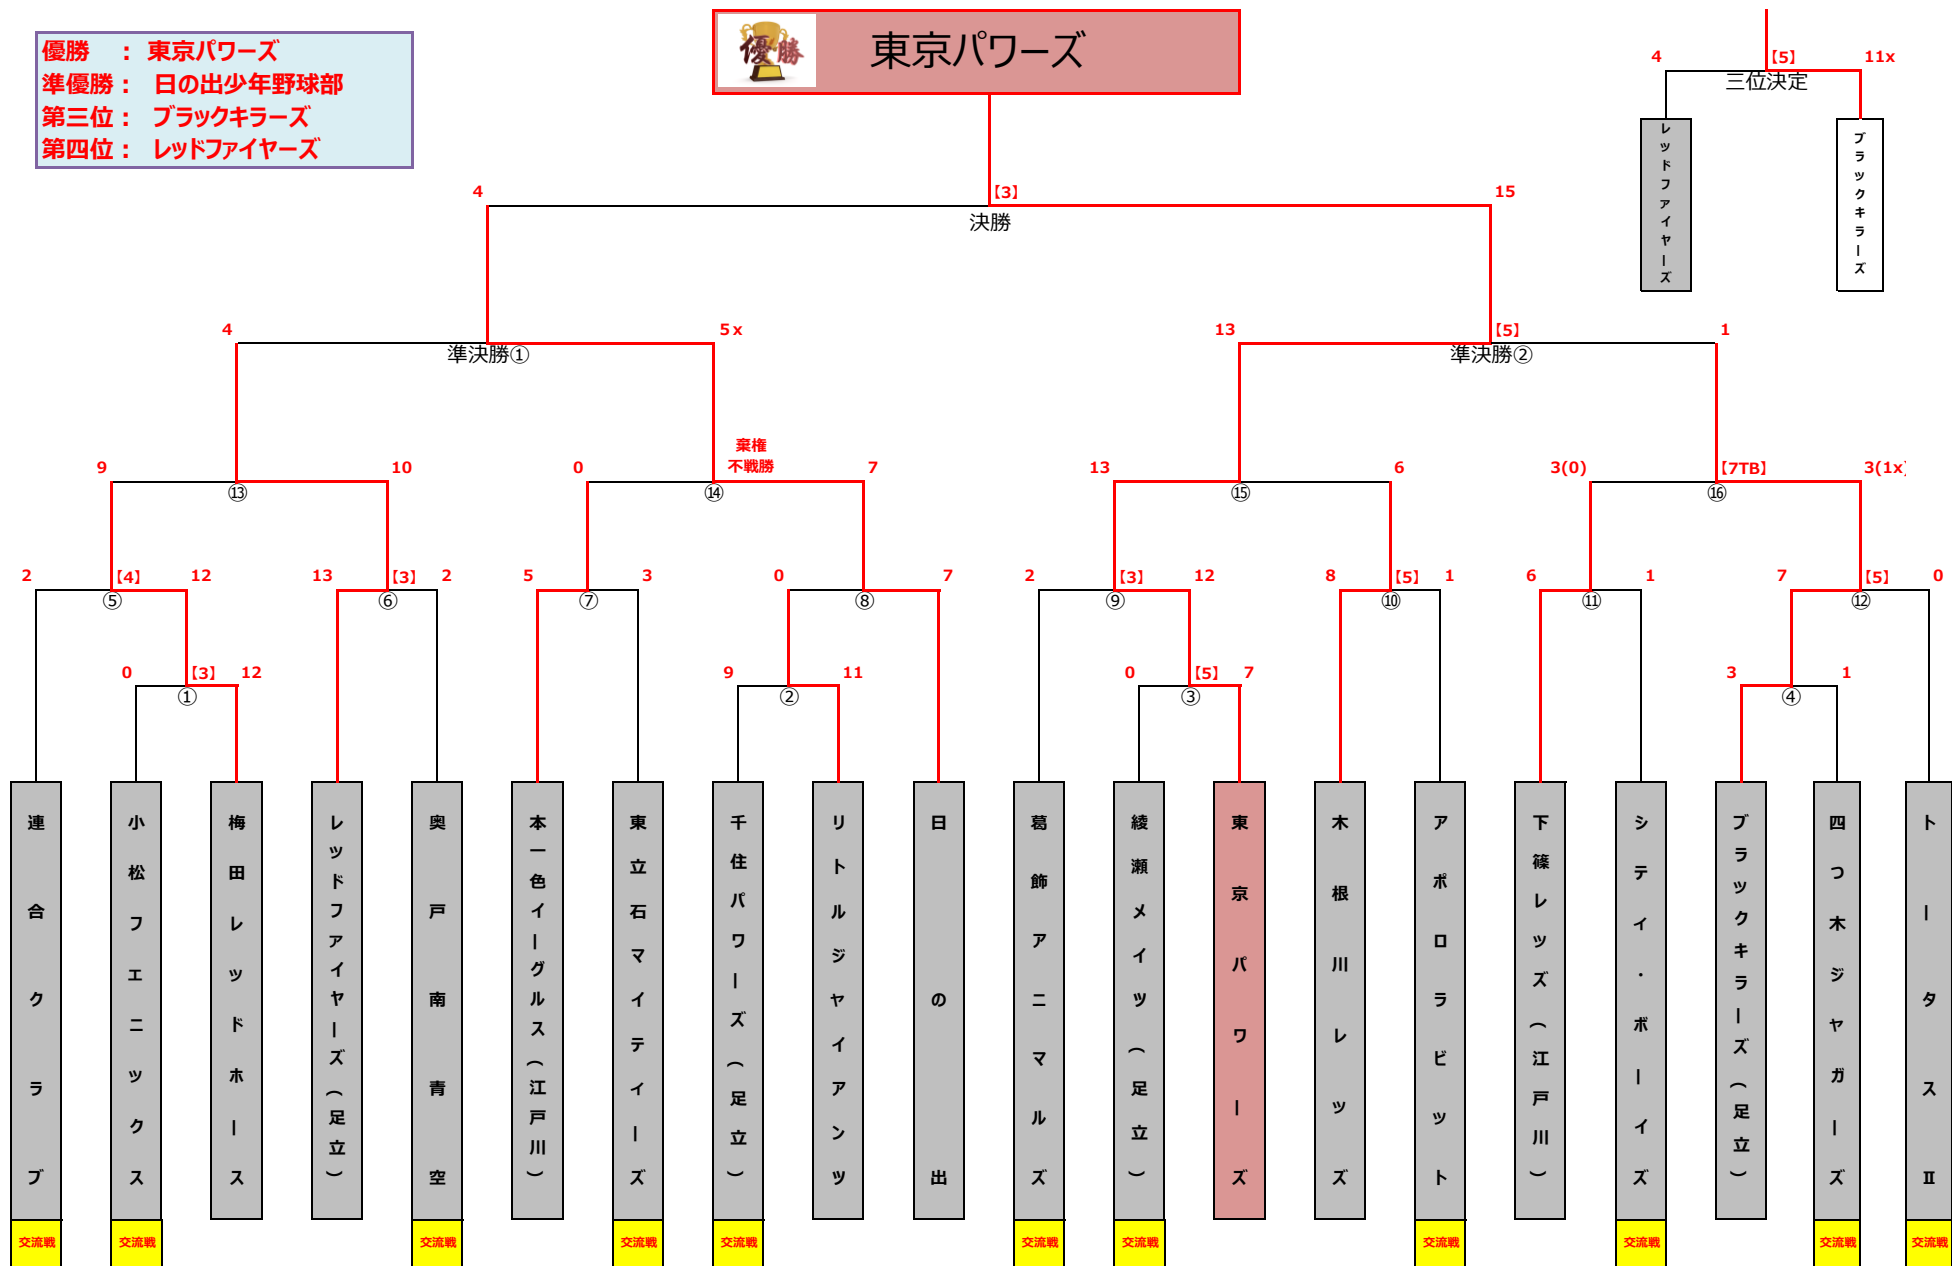 優勝 ： 東京パワーズ
準優勝： 日の出少年野球部
第三位： ブラックキラーズ
第四位： レッドファイヤーズ
優勝
東京パワーズ
4 【5】 11x
三位決定
レッドファイヤーズ
ブラックキラーズ
4 【3】 15
決勝
4 5x 13 【5】 1
準決勝① 準決勝②
棄権
不戦勝
9 10 0 7 13 6 3(0) 【7TB】 3(1x)
⑬ ⑭ ⑮ ⑯
2 【4】 12 13 【3】 2 5 3 0 7 2 【3】 12 8 【5】 1 6 1 7 【5】 0
⑤ ⑥ ⑦ ⑧ ⑨ ⑩ ⑪ ⑫
0 【3】 12 9 11 0 【5】 7 3 1
① ② ③ ④
連合クラブ
小松フエニックス
梅田レッドホース
レッドファイヤーズ（足立）
奥戸南青空
本一色イーグルス（江戸川）
東立石マイティーズ
千住パワーズ（足立）
リトルジャイアンツ
日の出
葛飾アニマルズ
綾瀬メイツ（足立）
東京パワーズ
木根川レッズ
アポロラビット
下篠レッズ（江戸川）
シテイ・ボーイズ
ブラックキラーズ（足立）
四つ木ジャガーズ
トータスⅡ
交流戦 交流戦 交流戦 交流戦 交流戦 交流戦 交流戦 交流戦 交流戦 交流戦 交流戦